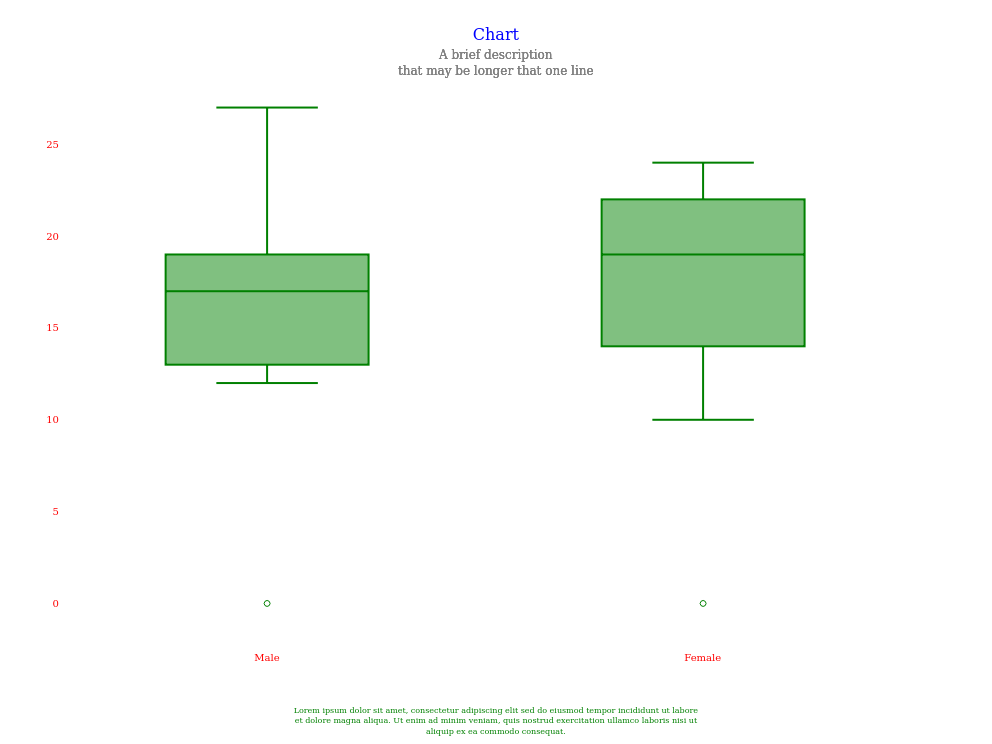 Chart
A brief description
that may be longer that one line
25
20
15
10
5
0
Male
Female
Lorem ipsum dolor sit amet, consectetur adipiscing elit sed do eiusmod tempor incididunt ut labore
et dolore magna aliqua. Ut enim ad minim veniam, quis nostrud exercitation ullamco laboris nisi ut
aliquip ex ea commodo consequat.